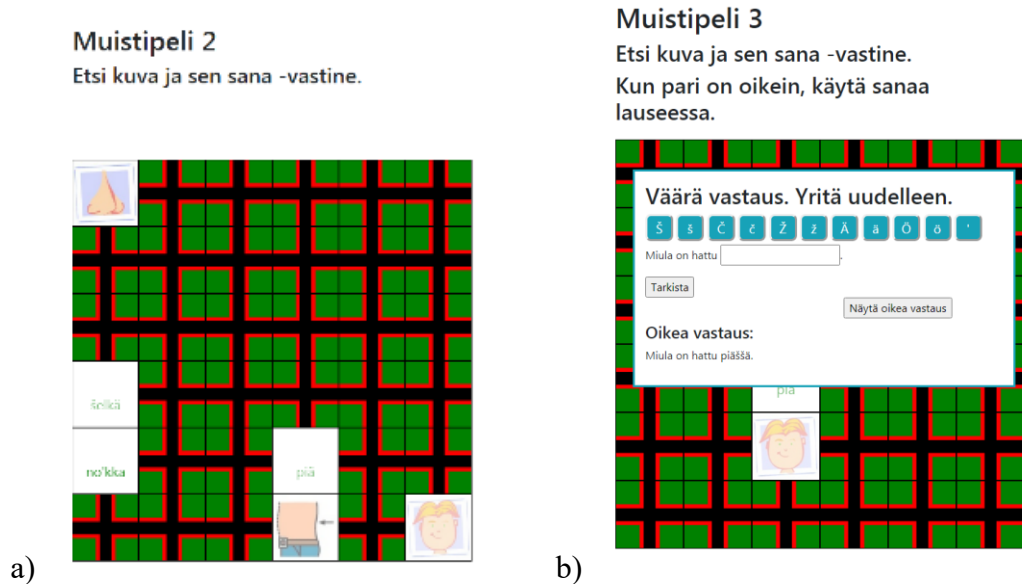 Muistipeli 2
Etsi kuva ja sen sana -vastine.
šelkä
no'kka
piä
a)
Muistipeli 3
Etsi kuva ja sen sana -vastine.
Kun pari on oikein, käytä sanaa
lauseessa.
Väärä vastaus. Yritä uudelleen.
Š š Č č Ž ž Ä ä Ö ö '
Miula on hattu .
Tarkista
Näytä oikea vastaus
Oikea vastaus:
Miula on hattu piäššä.
piä
b)